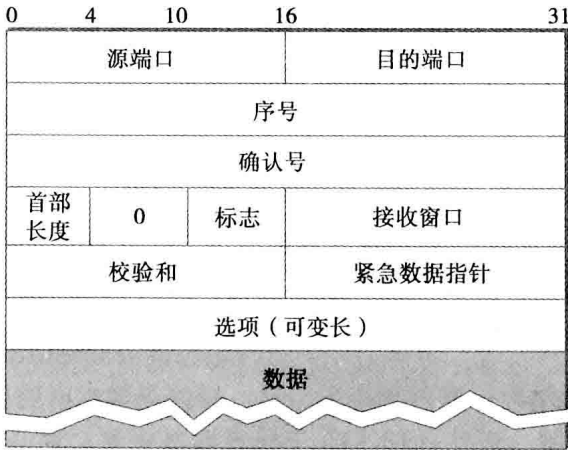 0 4 10 16 31
源端口 目的端口
序号
确认号
首部 0 标志 接收窗口
长度
校验和 紧急数据指针
选项（可变长）
数据